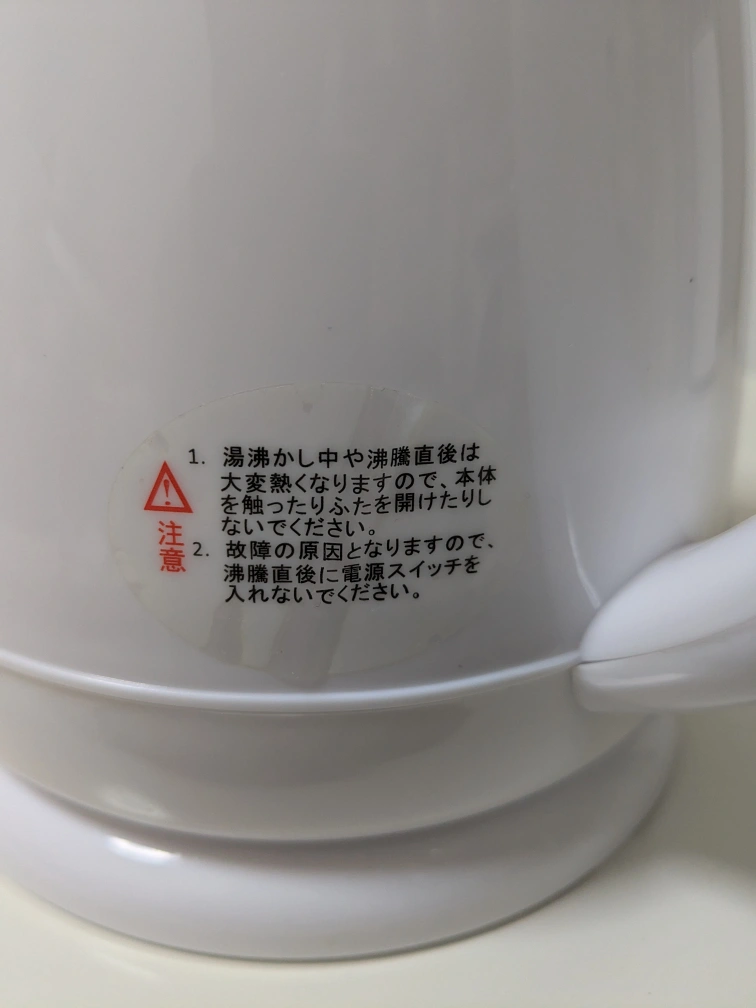 1. 湯沸かし中や沸騰直後は
大変熱くなりますので、本体
を触ったりふたを開けたりし
ないでください。
注意
2. 故障の原因となりますので、
沸騰直後に電源スイッチを
入れないでください。